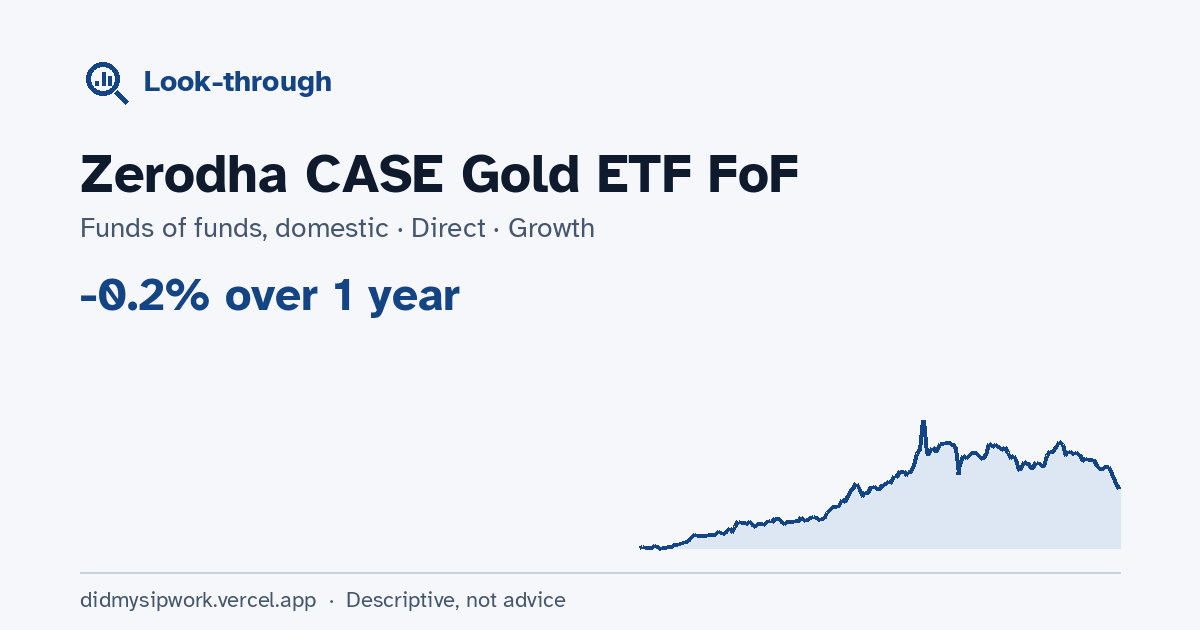 Look-through
Zerodha CASE Gold ETF FoF
Funds of funds, domestic · Direct · Growth
-0.2% over 1 year
didmysipwork.vercel.app · Descriptive, not advice